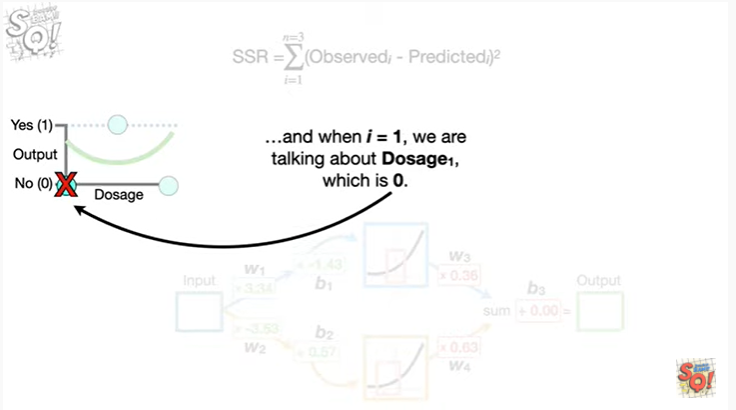 SQ!
n=3
SSR =∑(Observedᵢ - Predictedᵢ)²
i=1
Yes (1)
Output
No (0)
Dosage
...and when i = 1, we are
talking about Dosage₁,
which is 0.
Input
w₁
x 3.34
+ -1.43
b₁
w₃
x 0.36
b₃
Output
sum + 0.00 =
x -3.53
w₂
b₂
+ 0.57
x 0.63
w₄
SQ!